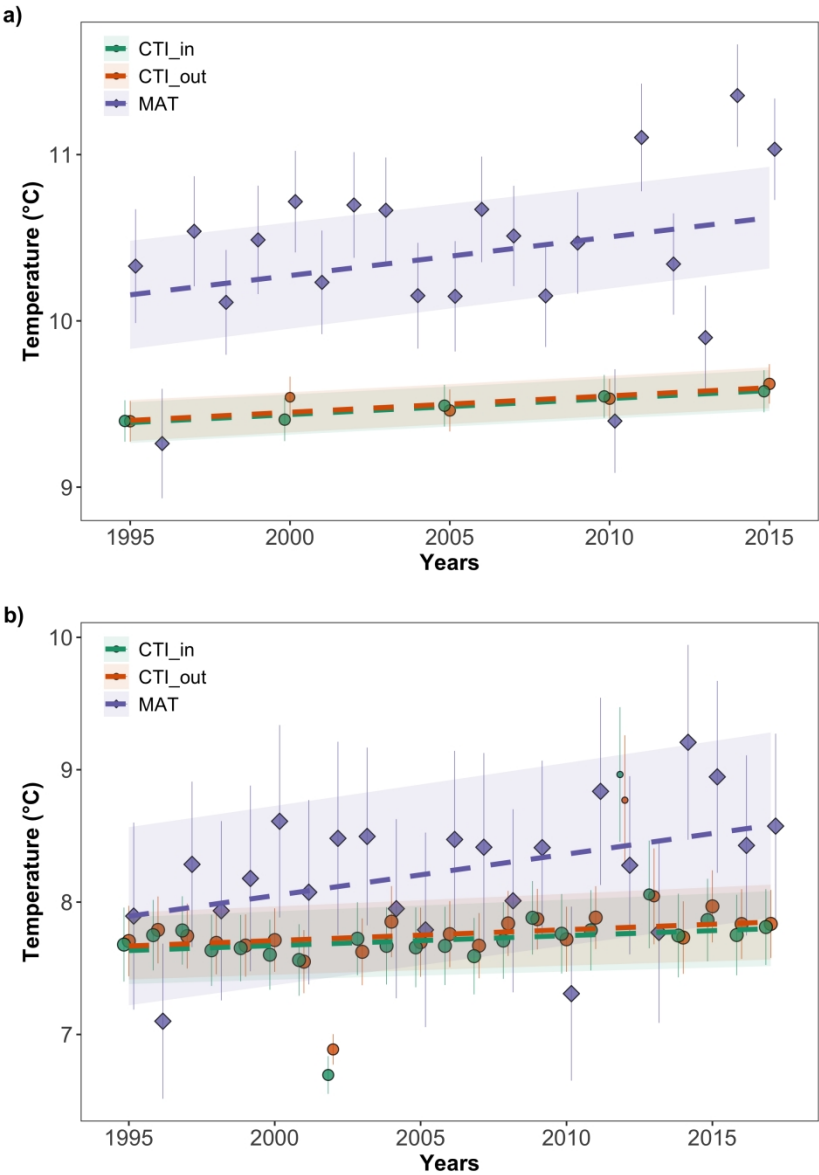 a)
CTI_in
CTI_out
MAT
Temperature (°C)
11
10
9
1995 2000 2005 2010 2015
Years
b)
CTI_in
CTI_out
MAT
Temperature (°C)
10
9
8
7
1995 2000 2005 2010 2015
Years